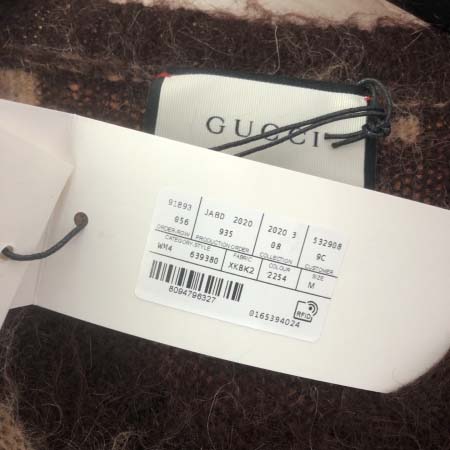 GUCCI
91893 JABD 2020 2020 3 532908
056 935 08 9C
ORDER-ROW PRODUCTION ORDER COLLECTION CUSTOMER
CATEGORY, STYLE FABRIC COLOUR SIZE
WM4 639380 XKBK2 2254 M
8094796327
0165394024
RFID